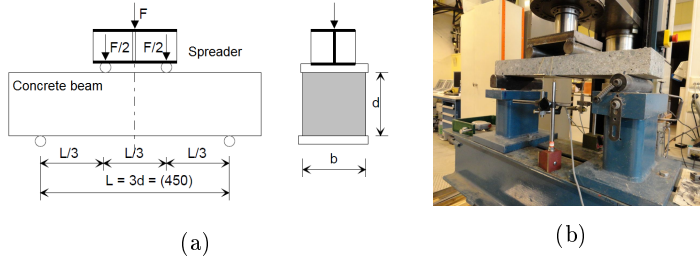 F
F/2 F/2
Spreader
Concrete beam
d
L/3 L/3 L/3
b
L = 3d = (450)
(a)
(b)